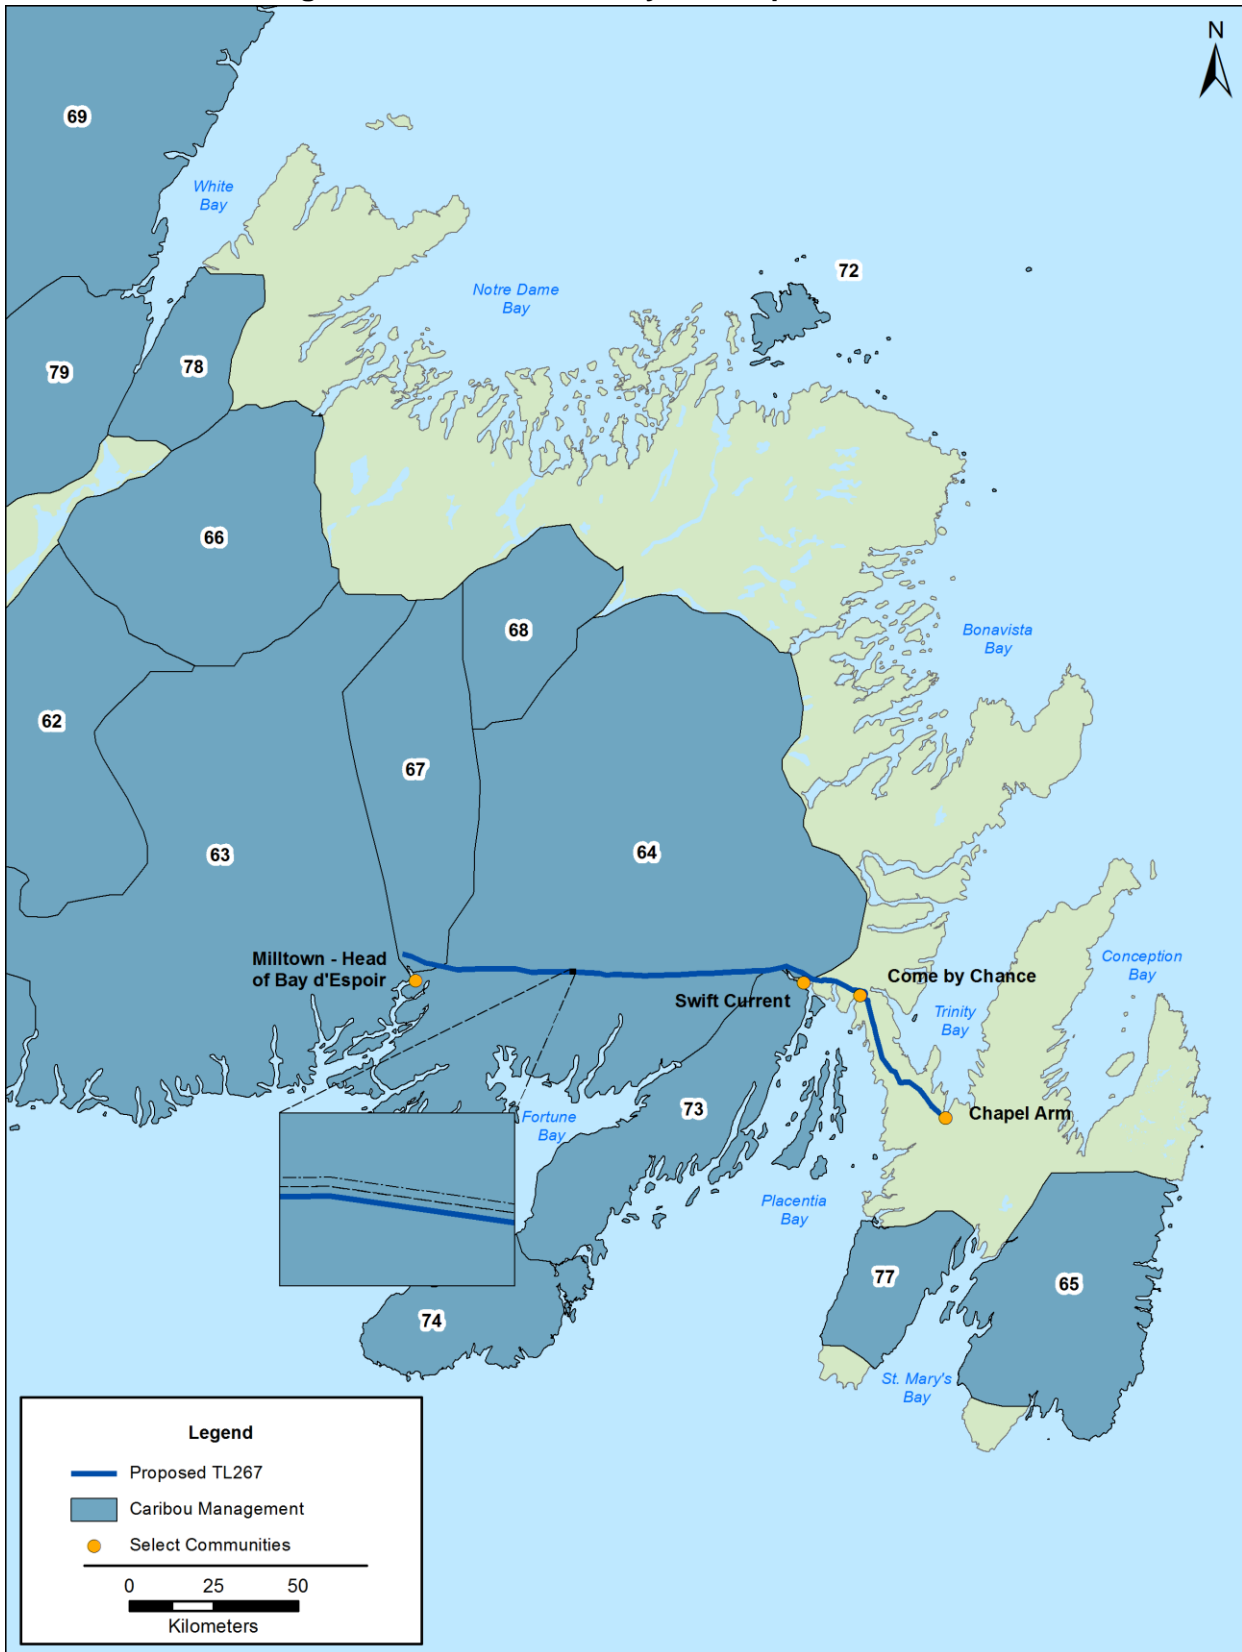 69
N
White
Bay
72
Notre Dame
Bay
79
78
66
68
Bonavista
Bay
62
67
63
64
Milltown - Head
of Bay d'Espoir
Conception
Bay
Come by Chance
Swift Current
Trinity
Bay
73
Fortune
Bay
Chapel Arm
Placentia
Bay
77
65
74
St. Mary's
Bay
Legend
Proposed TL267
Caribou Management
Select Communities
0 25 50
Kilometers